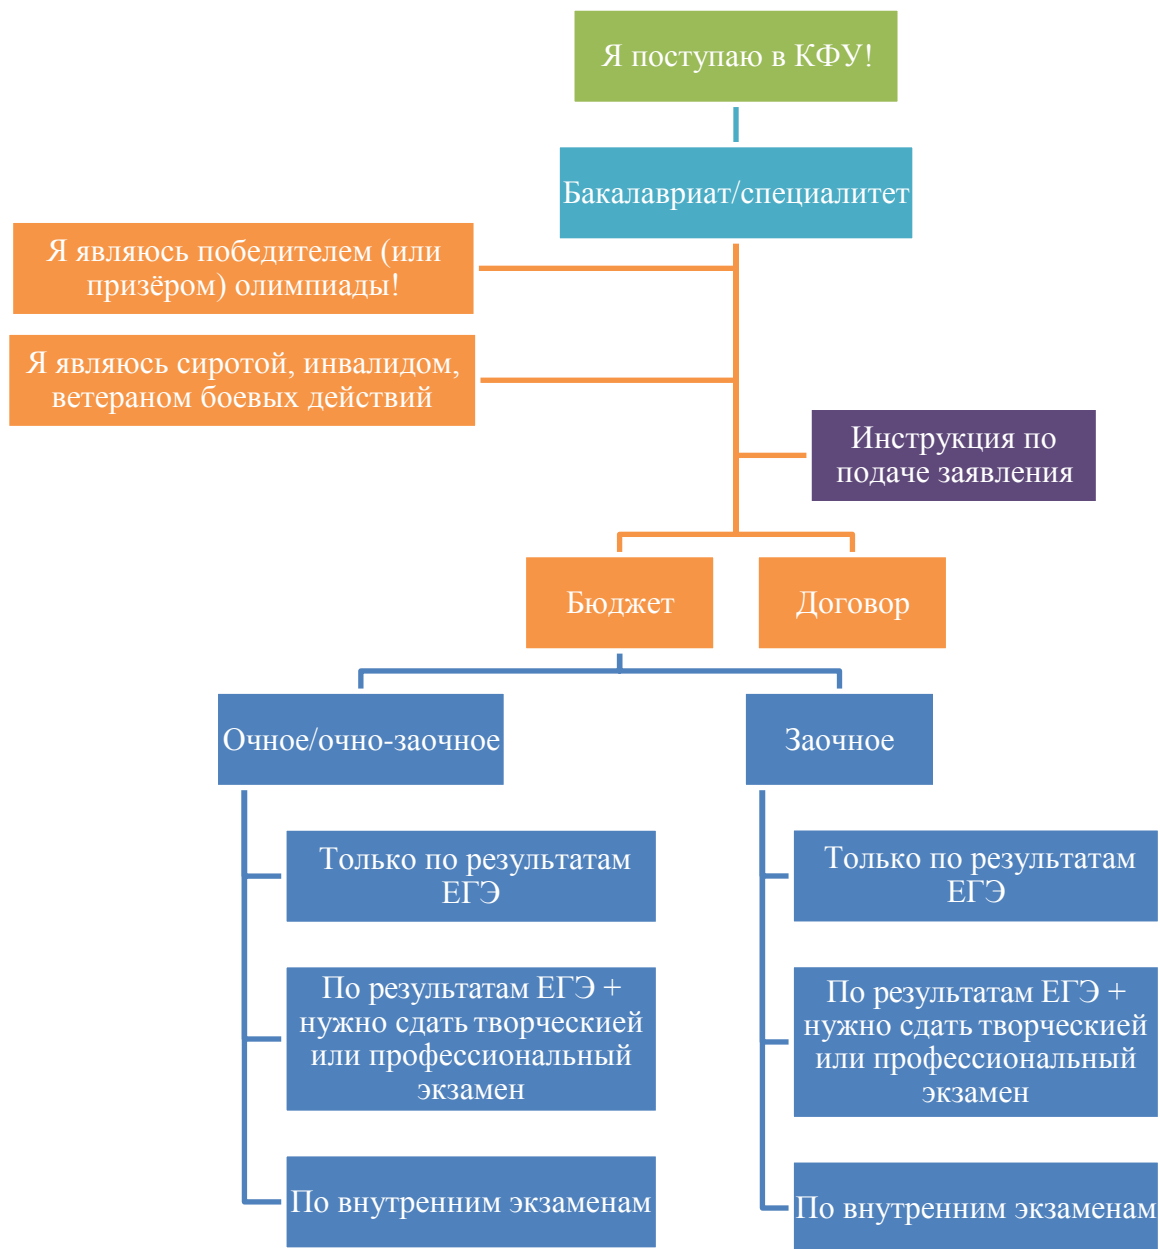 Я поступаю в КФУ!
Бакалавриат/специалитет
Я являюсь победителем (или
призёром) олимпиады!
Я являюсь сиротой, инвалидом,
ветераном боевых действий
Инструкция по
подаче заявления
Бюджет
Договор
Очное/очно-заочное
Заочное
Только по результатам
ЕГЭ
По результатам ЕГЭ +
нужно сдать творческией
или профессиональный
экзамен
По внутренним экзаменам
Только по результатам
ЕГЭ
По результатам ЕГЭ +
нужно сдать творческией
или профессиональный
экзамен
По внутренним экзаменам